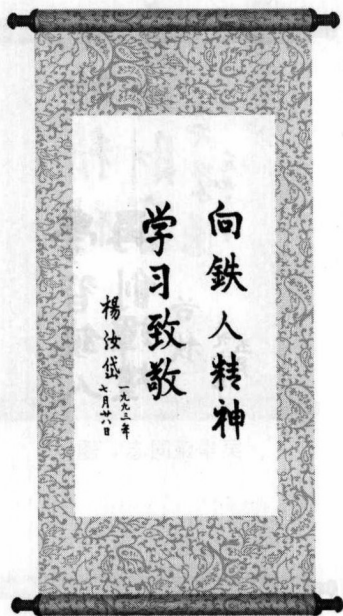 向鉄人精神
学习致敬
楊汝岱
一九九三年
七月廿八日